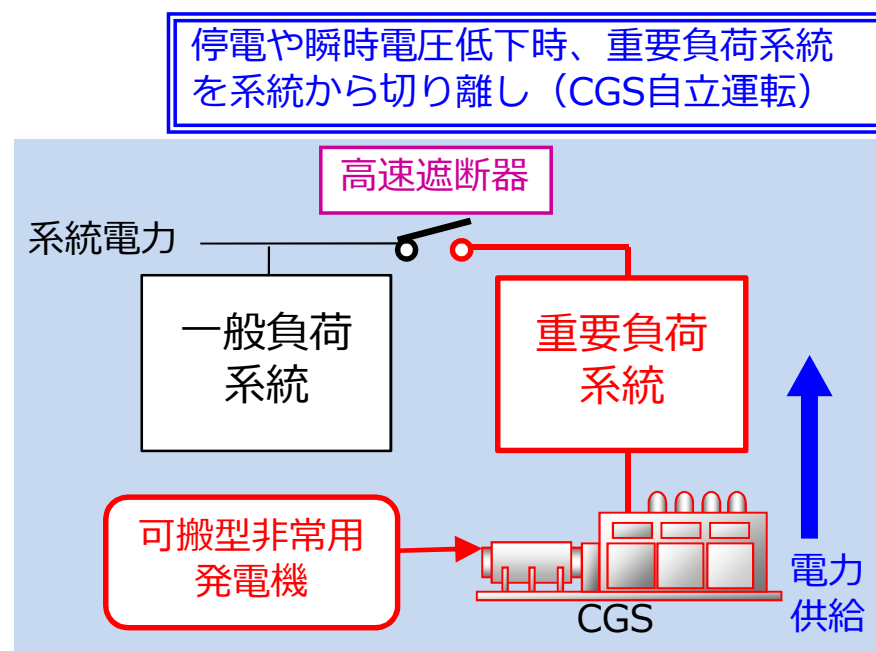 停電や瞬時電圧低下時、重要負荷系統
を系統から切り離し（CGS自立運転）
高速遮断器
系統電力
一般負荷
系統
重要負荷
系統
可搬型非常用
発電機
CGS
電力
供給